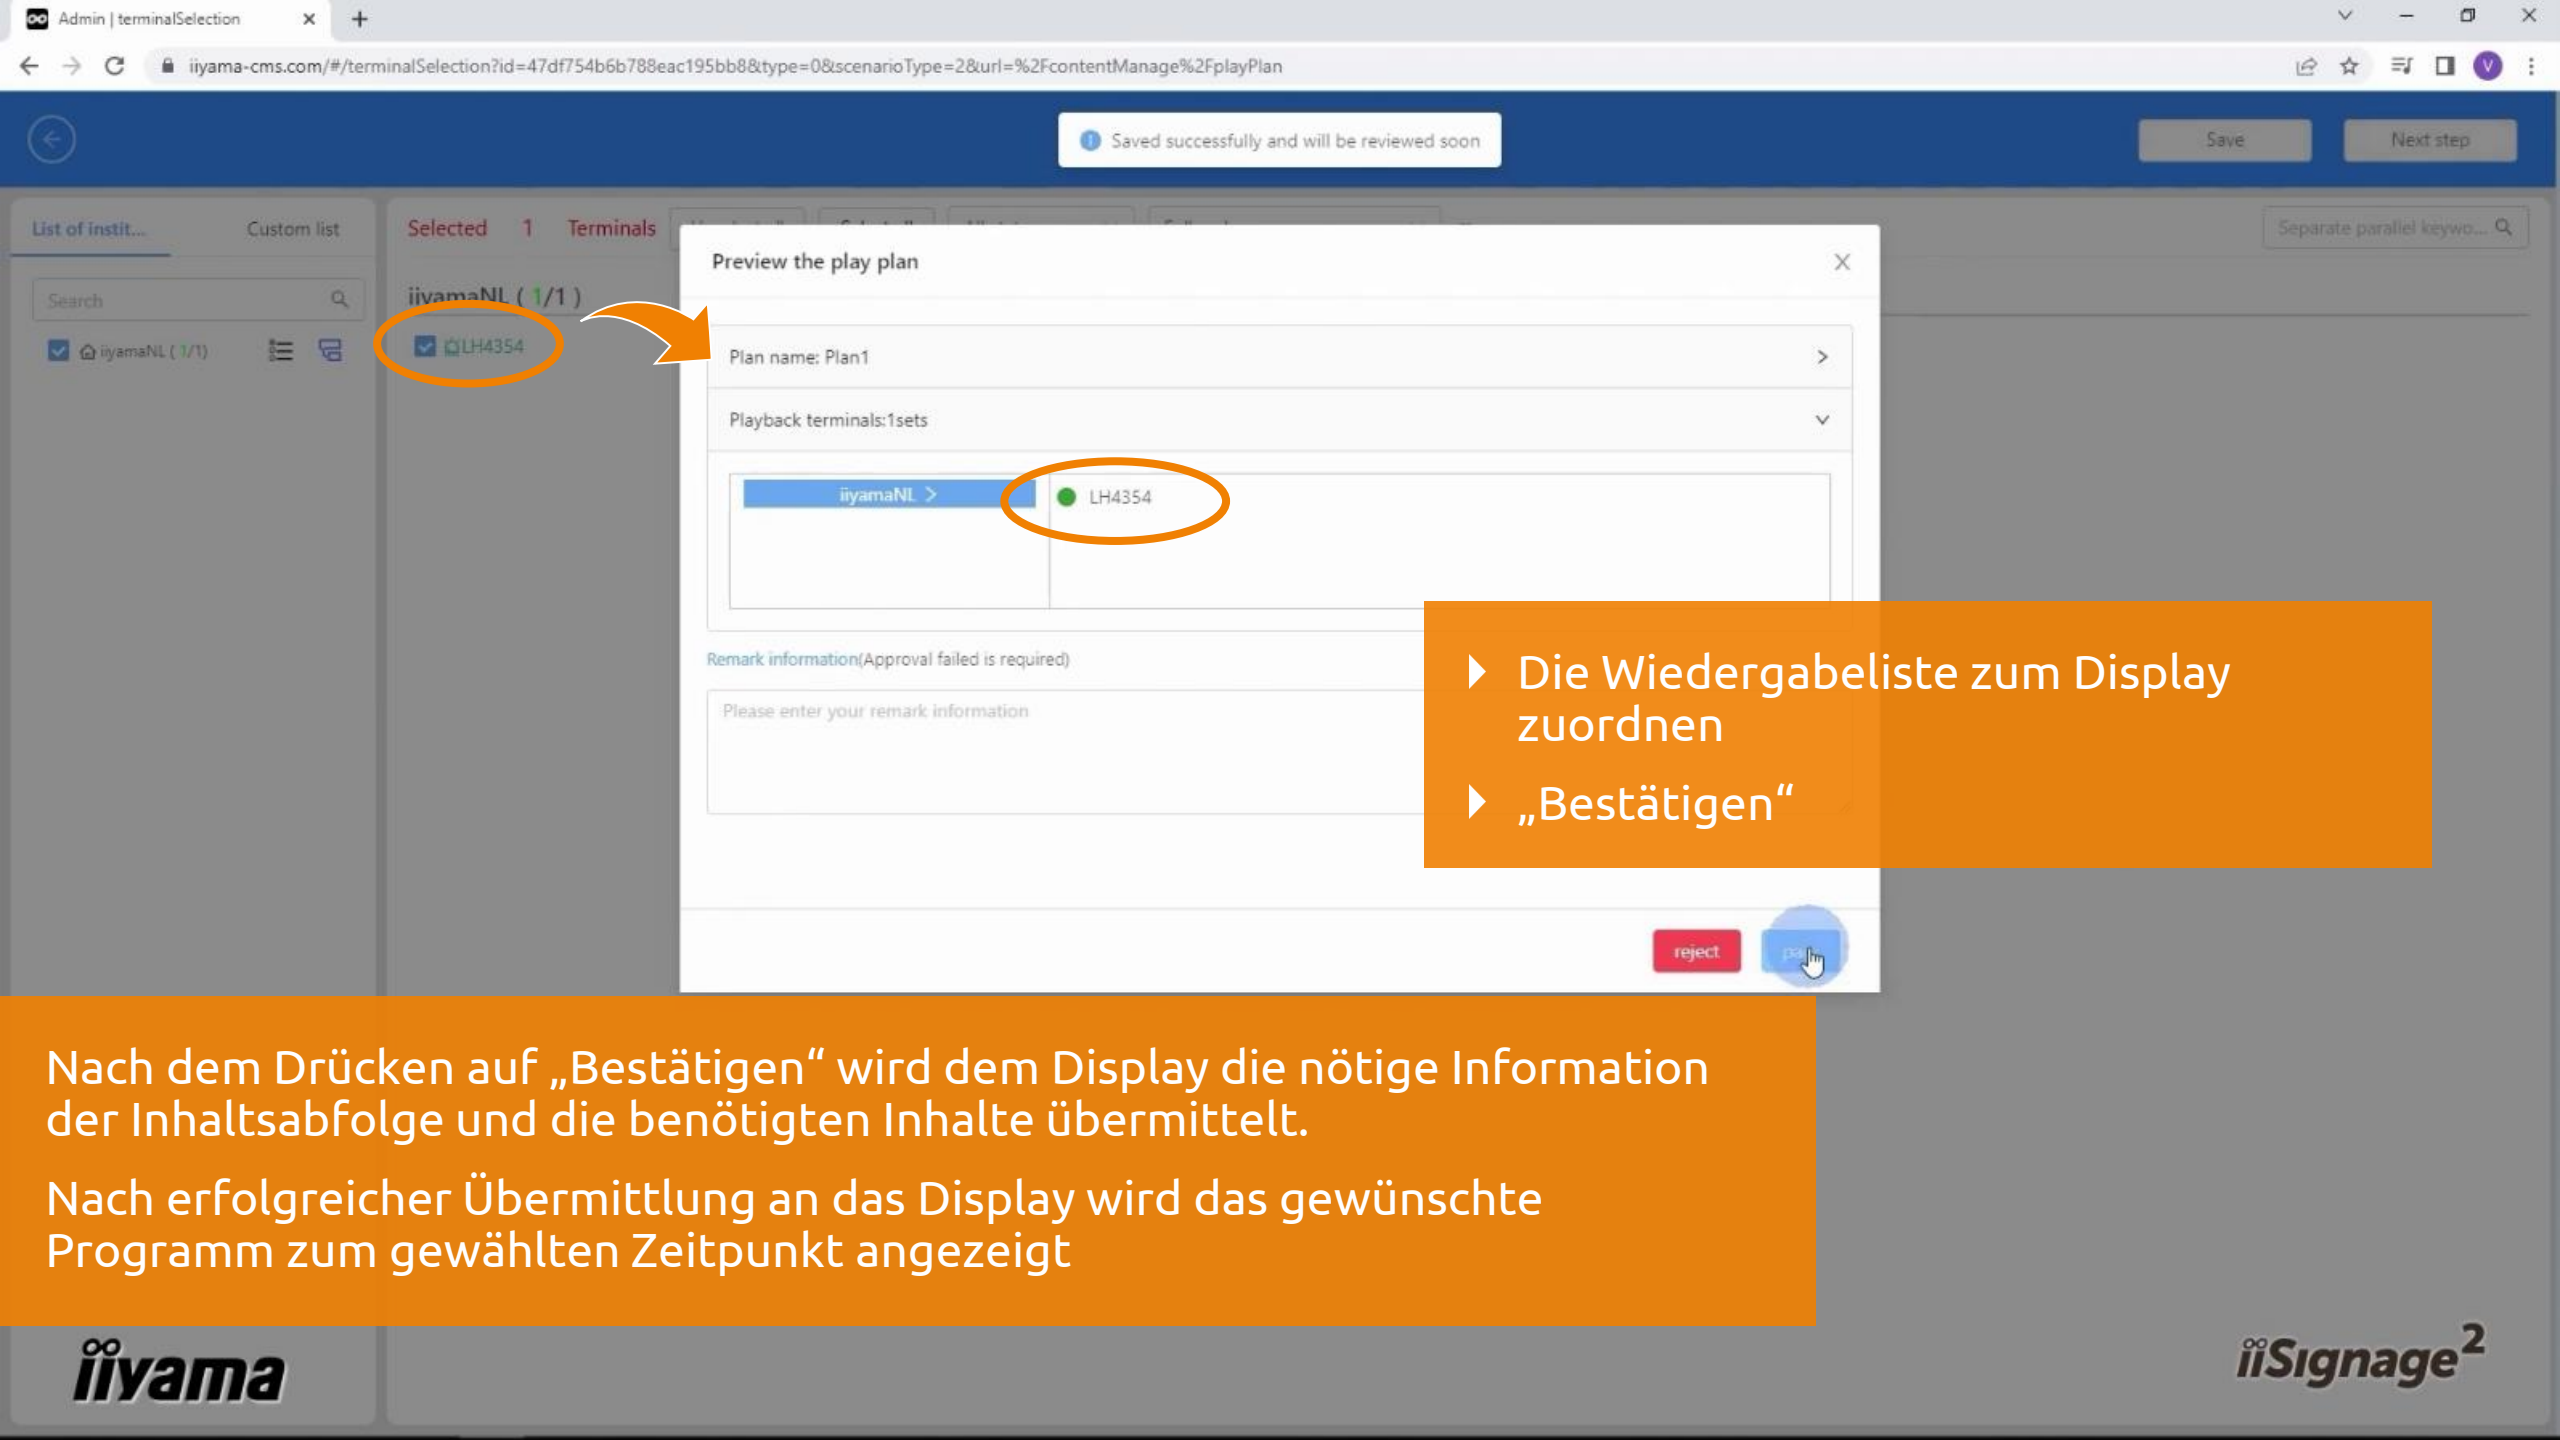 Admin | terminalSelection
iiyama-cms.com/#/terminalSelection?id=47df754b6b788eac195bb8&type=0&scenarioType=2&url=%2FcontentManage%2FplayPlan
V
Saved successfully and will be reviewed soon
Save
Next step
List of instit...
Custom list
Selected 1 Terminals
Separate parallel keywo...
Search
iiyamaNL ( 1/1)
iiyamaNL ( 1/1 )
LH4354
Preview the play plan
Plan name: Plan1
Playback terminals:1sets
iiyamaNL >
LH4354
Remark information(Approval failed is required)
Please enter your remark information
reject
Die Wiedergabeliste zum Display
zuordnen
„Bestätigen“
Nach dem Drücken auf „Bestätigen“ wird dem Display die nötige Information
der Inhaltsabfolge und die benötigten Inhalte übermittelt.
Nach erfolgreicher Übermittlung an das Display wird das gewünschte
Programm zum gewählten Zeitpunkt angezeigt
iiyama
iiSignage²